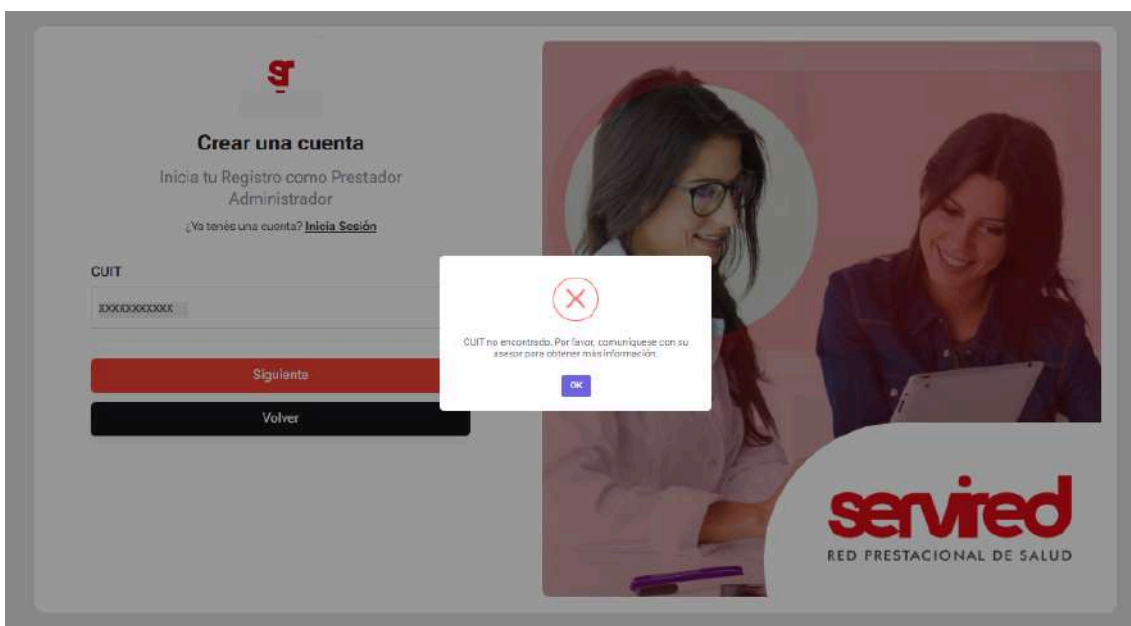 sr
Crear una cuenta
Inicia tu Registro como Prestador
Administrador
¿Ya tenés una cuenta? Inicia Sesión
CUIT
XXXXXXXXXXX
CUIT no encontrado. Por favor, comuníquese con su
asesor para obtener más información.
OK
Siguiente
Volver
servired
RED PRESTACIONAL DE SALUD